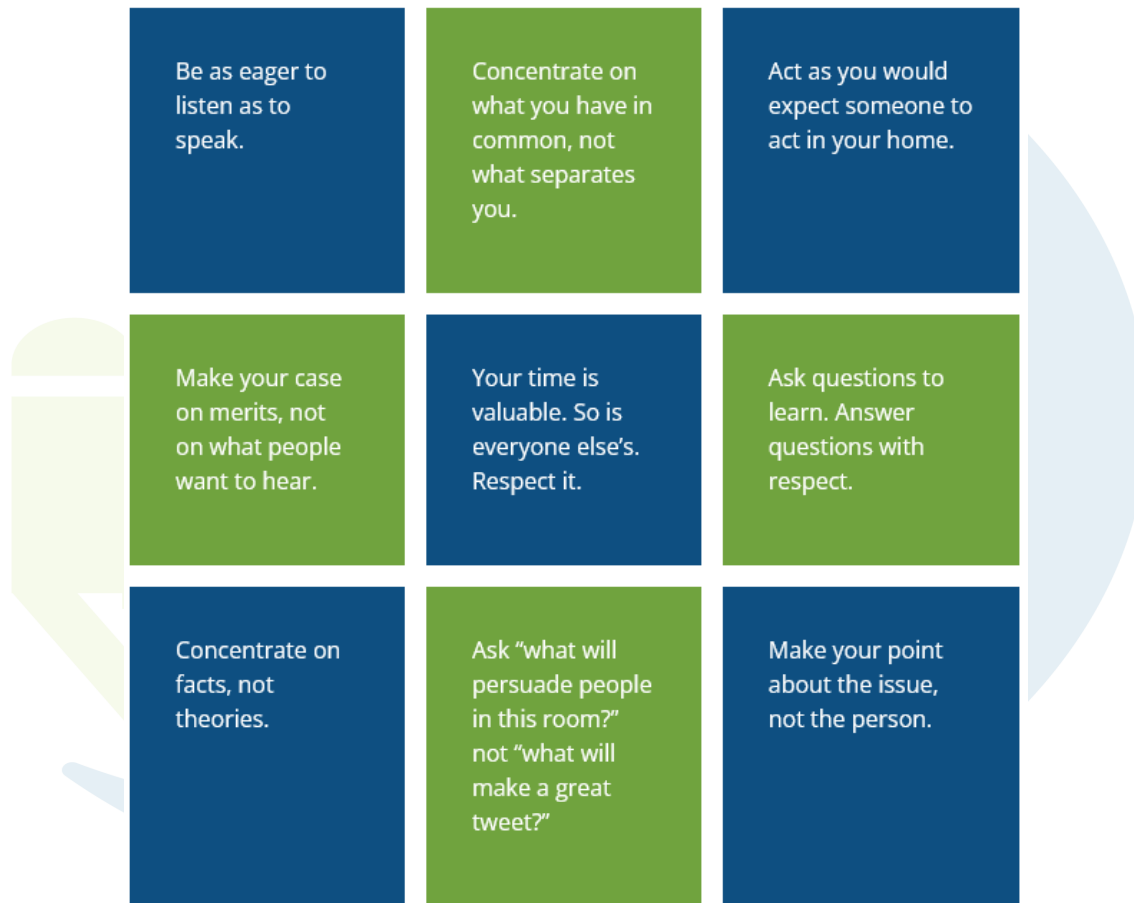 Be as eager to
listen as to
speak.
Concentrate on
what you have in
common, not
what separates
you.
Act as you would
expect someone to
act in your home.
Make your case
on merits, not
on what people
want to hear.
Your time is
valuable. So is
everyone else’s.
Respect it.
Ask questions to
learn. Answer
questions with
respect.
Concentrate on
facts, not
theories.
Ask “what will
persuade people
in this room?”
not “what will
make a great
tweet?”
Make your point
about the issue,
not the person.